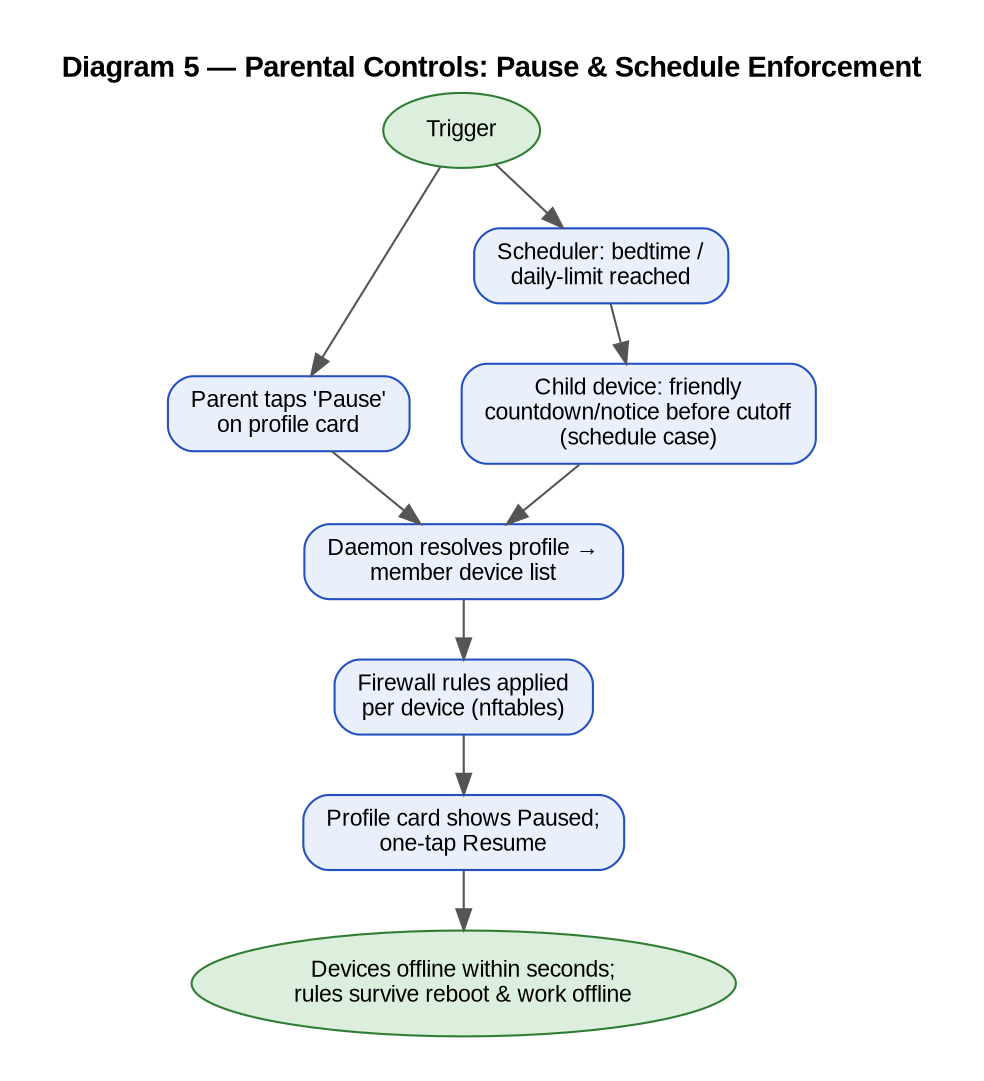 Diagram 5 — Parental Controls: Pause & Schedule Enforcement
Trigger
Scheduler: bedtime /
daily-limit reached
Parent taps 'Pause'
on profile card
Child device: friendly
countdown/notice before cutoff
(schedule case)
Daemon resolves profile →
member device list
Firewall rules applied
per device (nftables)
Profile card shows Paused;
one-tap Resume
Devices offline within seconds;
rules survive reboot & work offline